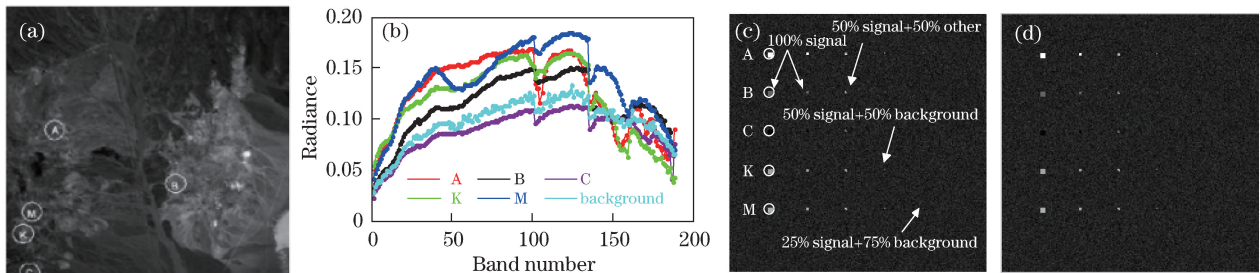 (a)
A
B
M
K
C
(b)
Radiance
0.20
0.15
0.10
0.05
0
0
50
100
150
200
Band number
A
B
C
K
M
background
(c)
50% signal+50% other
100% signal
A
B
50% signal+50% background
C
K
M
25% signal+75% background
(d)